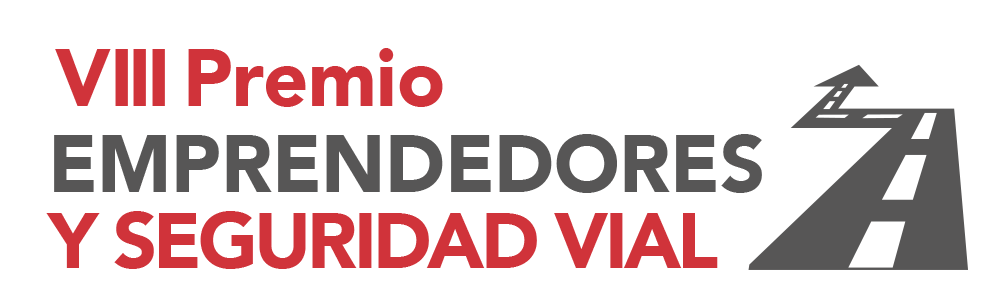 VIII Premio
EMPRENDEDORES
Y SEGURIDAD VIAL